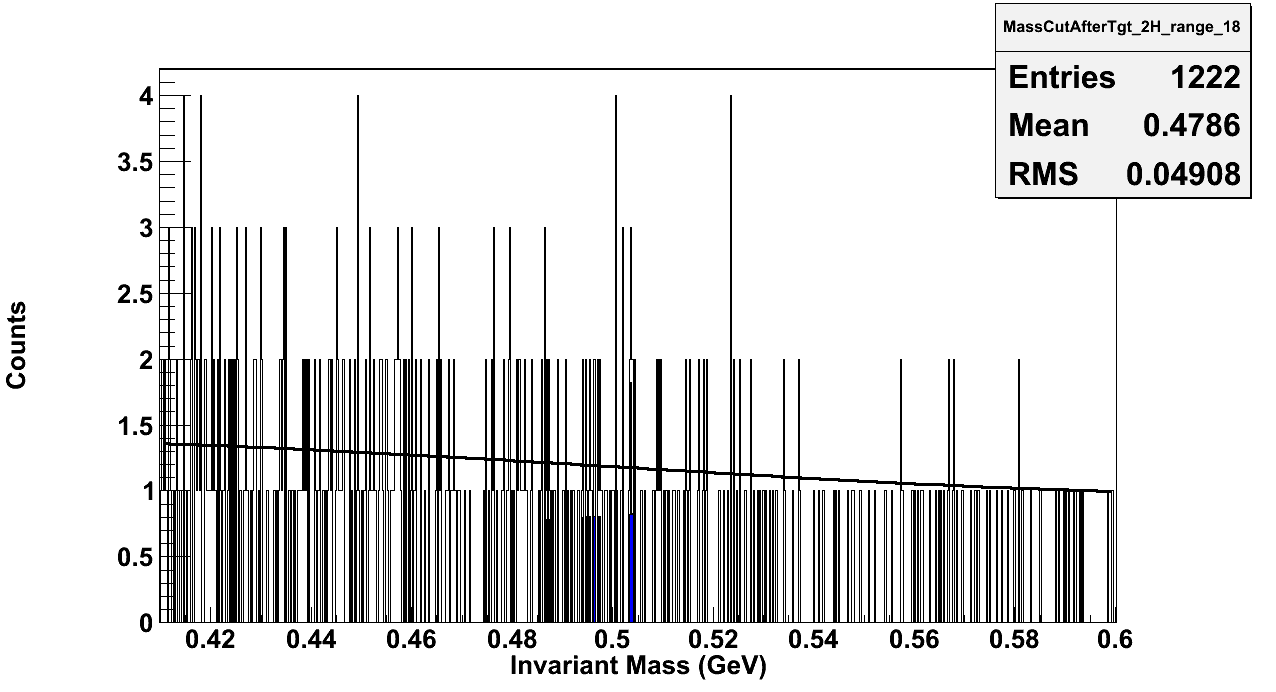 MassCutAfterTgt_2H_range_18
Entries 1222
Mean 0.4786
RMS 0.04908
4
3.5
3
2.5
2
1.5
1
0.5
0
Counts
0.42 0.44 0.46 0.48 0.5 0.52 0.54 0.56 0.58 0.6
Invariant Mass (GeV)